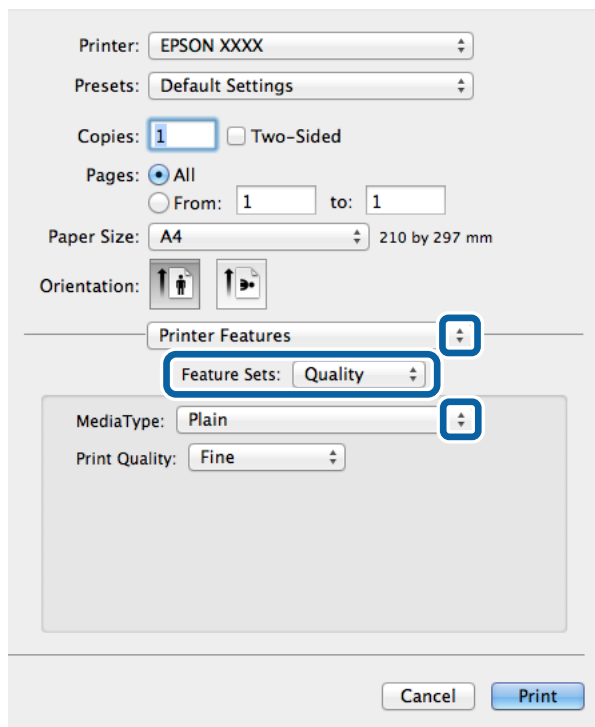 Printer: EPSON XXXX
Presets: Default Settings
Copies: 1 Two-Sided
Pages: All
From: 1 to: 1
Paper Size: A4 210 by 297 mm
Orientation:
Printer Features
Feature Sets: Quality
MediaType: Plain
Print Quality: Fine
Cancel Print